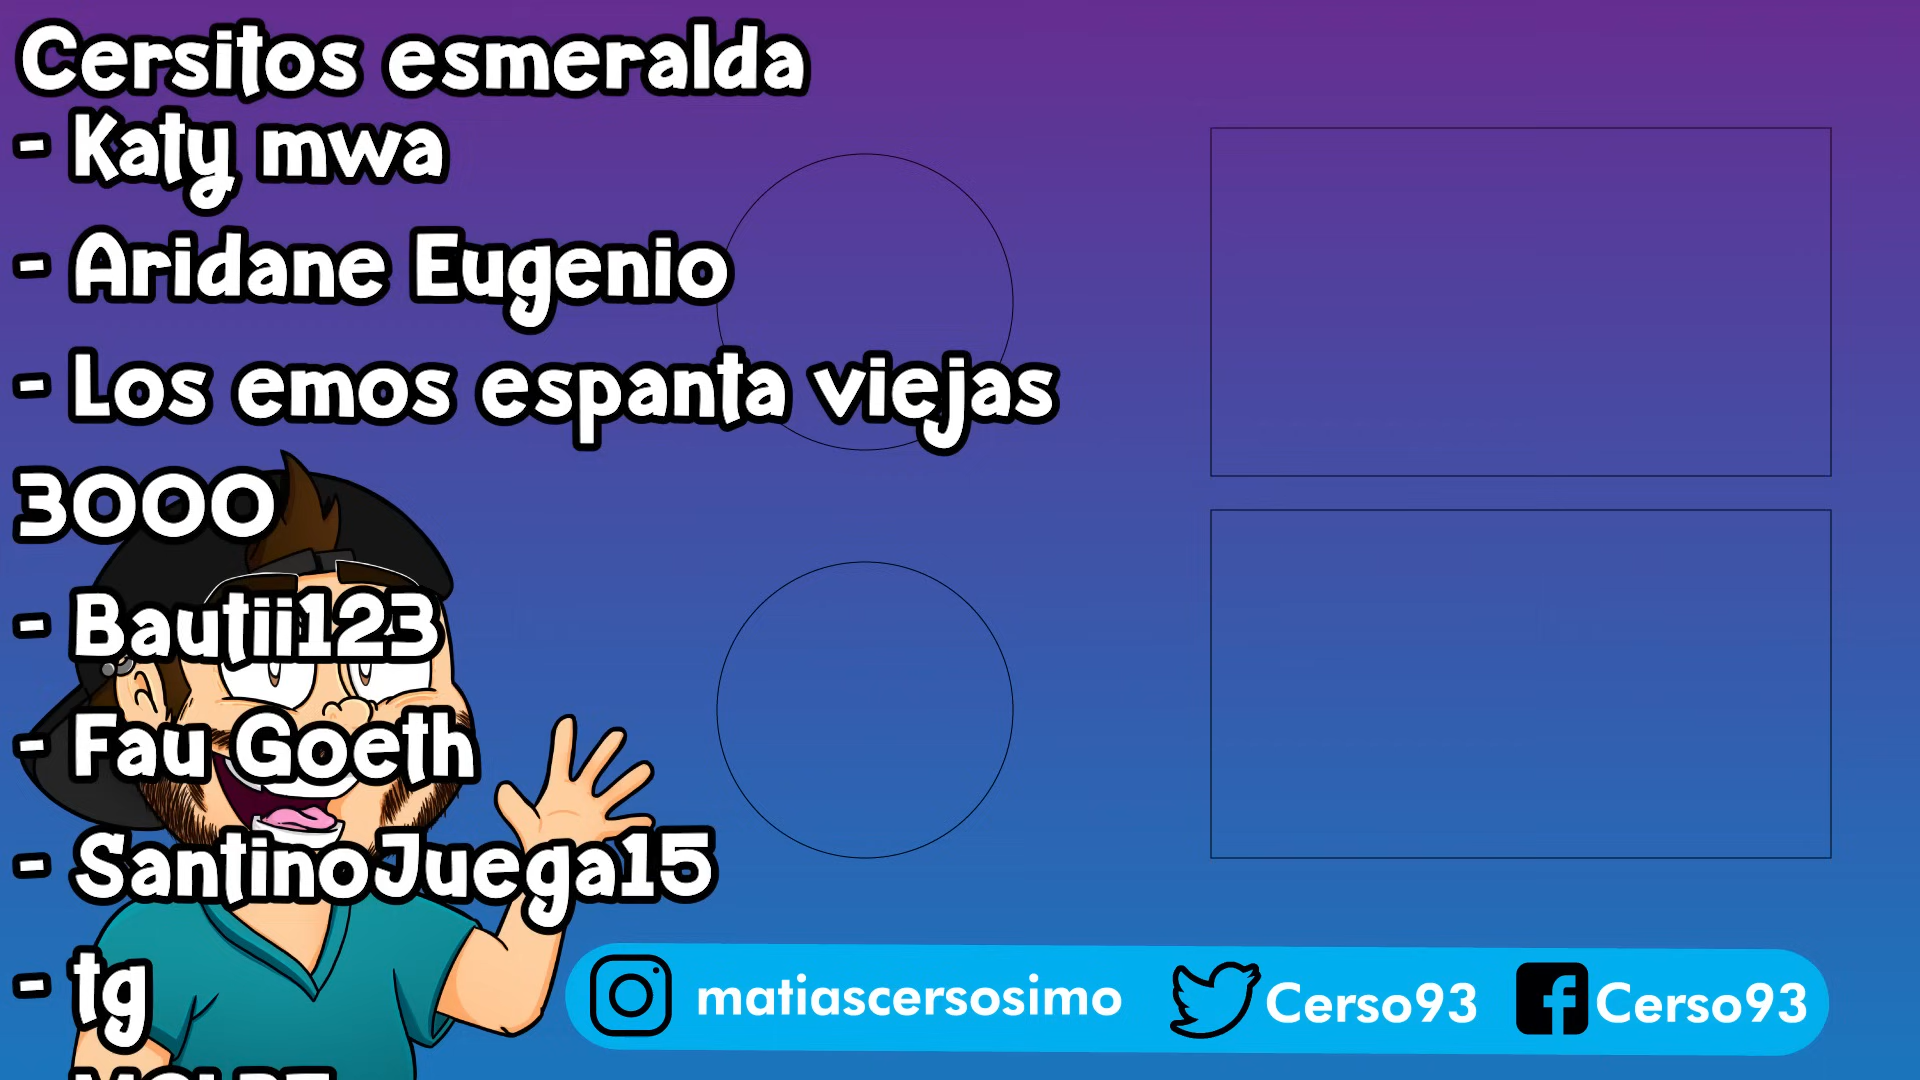 Cersitos esmeralda
- Katy mwa
- Aridane Eugenio
- Los emos espanta viejas
3000
- Bautii123
- Fau Goeth
- SantinoJuega15
- tg
matiascersosimo
Cerso93
Cerso93